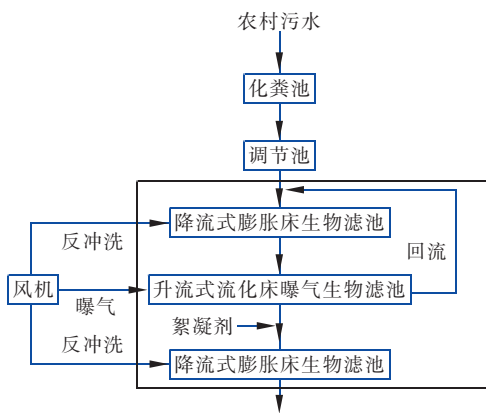 农村污水
化粪池
调节池
降流式膨胀床生物滤池
反冲洗
回流
风机
升流式流化床曝气生物滤池
曝气
絮凝剂
反冲洗
降流式膨胀床生物滤池